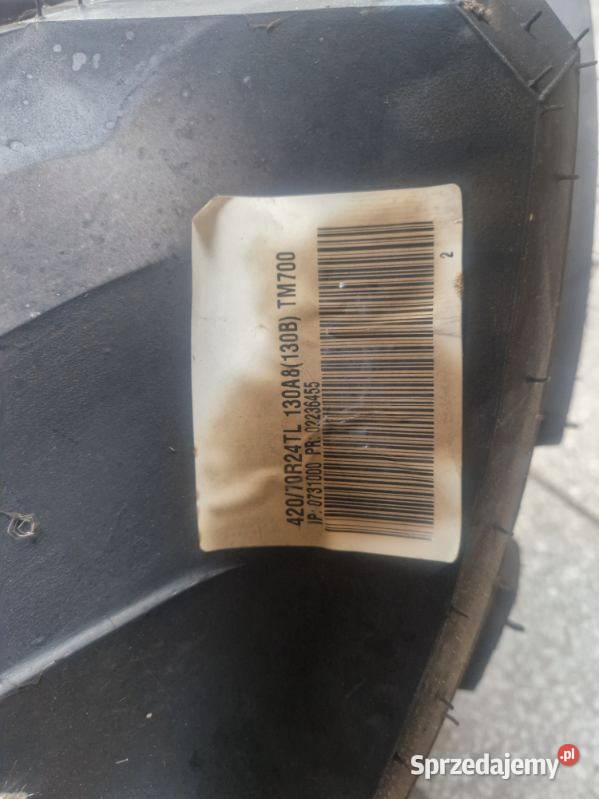 420/70R24TL 130A8(130B) TM700
IP: 0731000 PR: 02236455
2
Sprzedajemy.pl